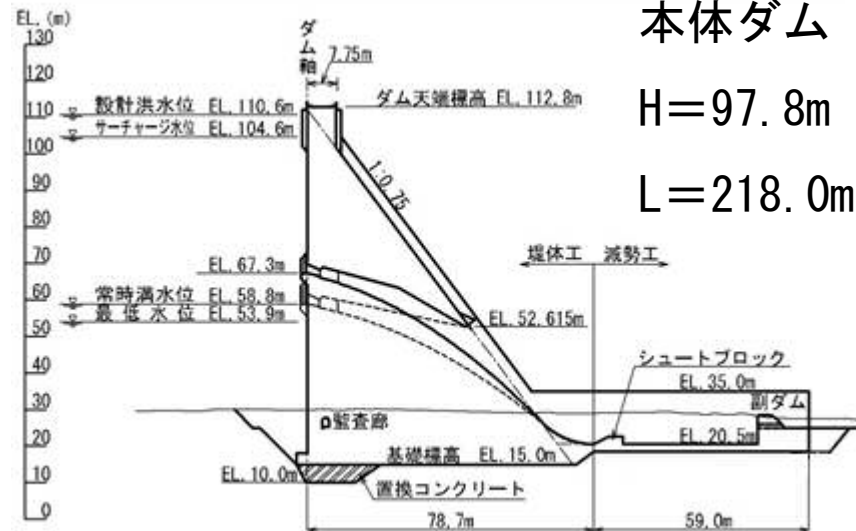 EL.(m)
130
120
110
100
90
80
70
60
50
40
30
20
10
0
ダム軸
7.75m
本体ダム
H=97.8m
L=218.0m
設計洪水位 EL.110.6m
サーチャージ水位 EL.104.6m
ダム天端標高 EL.112.8m
1:0.75
EL.67.3m
常時満水位 EL.58.8m
最低水位 EL.53.9m
堤体工
減勢工
EL.52.615m
シュートブロック
EL.35.0m
副ダム
監査廊
EL.20.5m
基礎標高 EL.15.0m
EL.10.0m
置換コンクリート
78.7m
59.0m